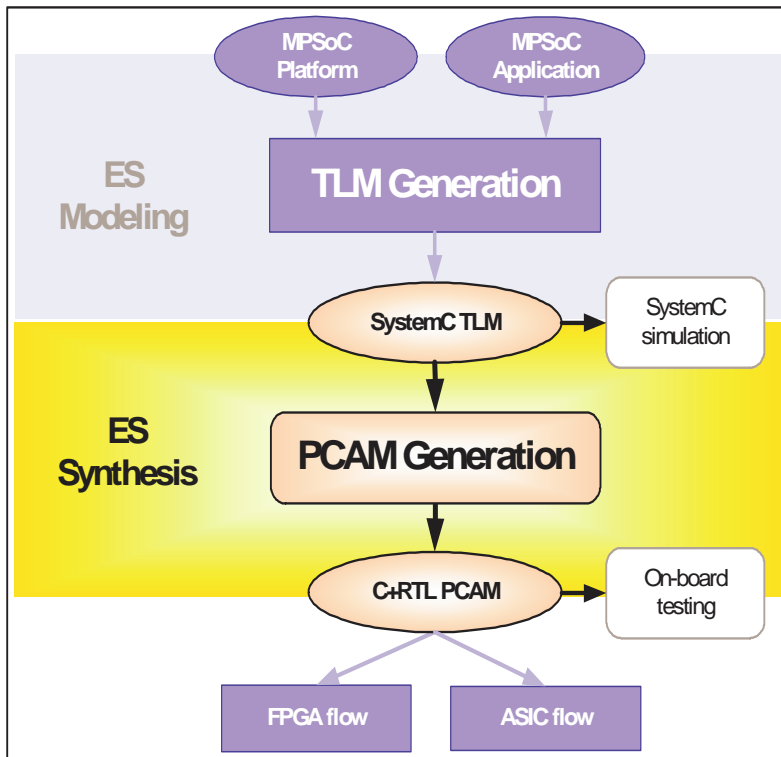 MPSoC
Platform
MPSoC
Application
TLM Generation
ES
Modeling
SystemC TLM
SystemC
simulation
ES
Synthesis
PCAM Generation
C+RTL PCAM
On-board
testing
FPGA flow
ASIC flow